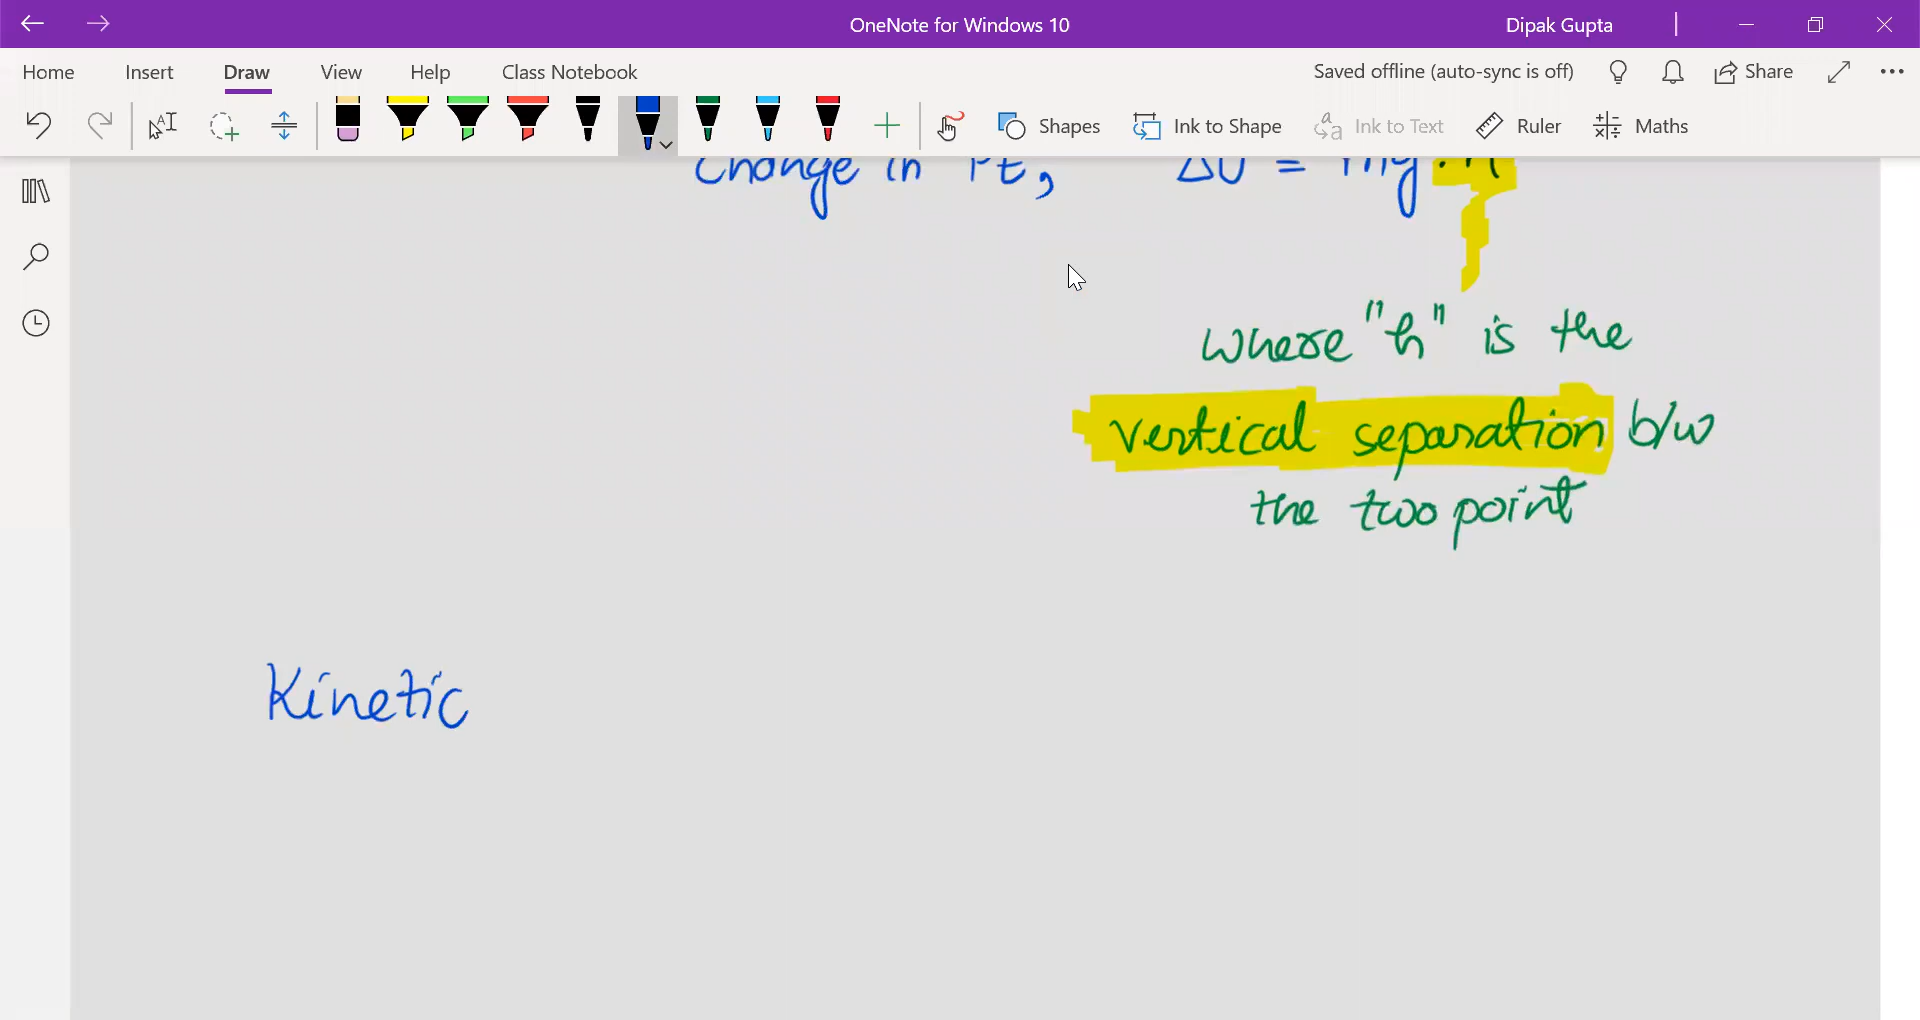 OneNote for Windows 10
Dipak Gupta
Home Insert Draw View Help Class Notebook
Saved offline (auto-sync is off) Share
Shapes Ink to Shape Ink to Text Ruler Maths
Change in PE, ΔU = mg.h
where "h" is the
vertical separation b/w
the two point
Kinetic